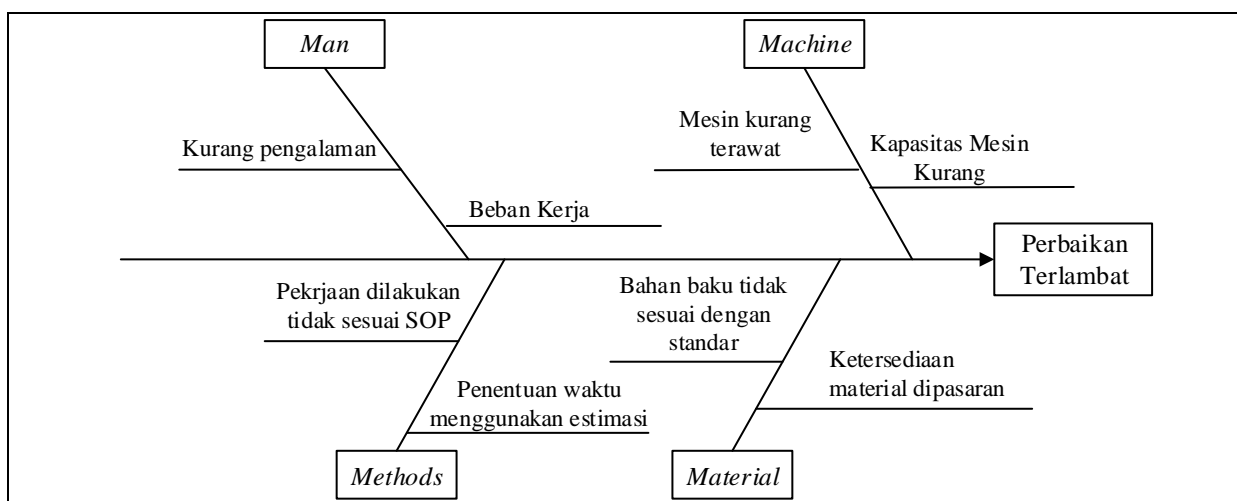 Man
Machine
Kurang pengalaman
Beban Kerja
Mesin kurang
terawat
Kapasitas Mesin
Kurang
Perbaikan
Terlambat
Pekrjaan dilakukan
tidak sesuai SOP
Penentuan waktu
menggunakan estimasi
Bahan baku tidak
sesuai dengan
standar
Ketersediaan
material dipasaran
Methods
Material